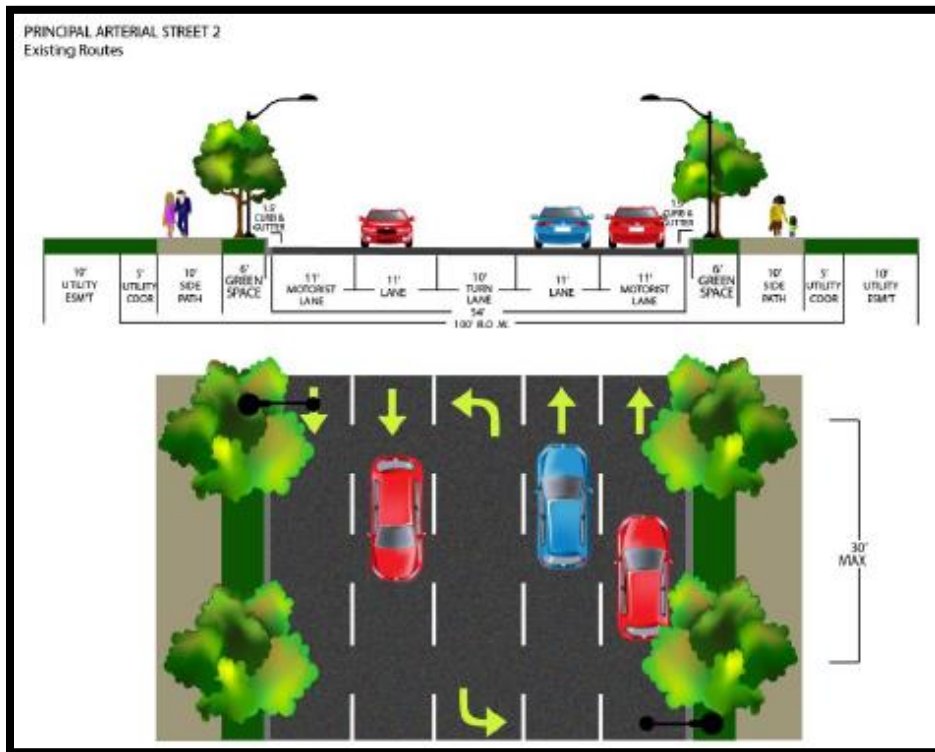 PRINCIPAL ARTERIAL STREET 2
Existing Routes
1.5'
CURB &
GUTTER
1.5'
CURB &
GUTTER
10'
UTILITY
ESM'T
5'
UTILITY
COOR
10'
SIDE
PATH
6'
GREEN
SPACE
11'
MOTORIST
LANE
11'
LANE
10'
TURN
LANE
11'
LANE
11'
MOTORIST
LANE
6'
GREEN
SPACE
10'
SIDE
PATH
5'
UTILITY
COOR
10'
UTILITY
ESM'T
54'
100' R.O.W.
30'
MAX